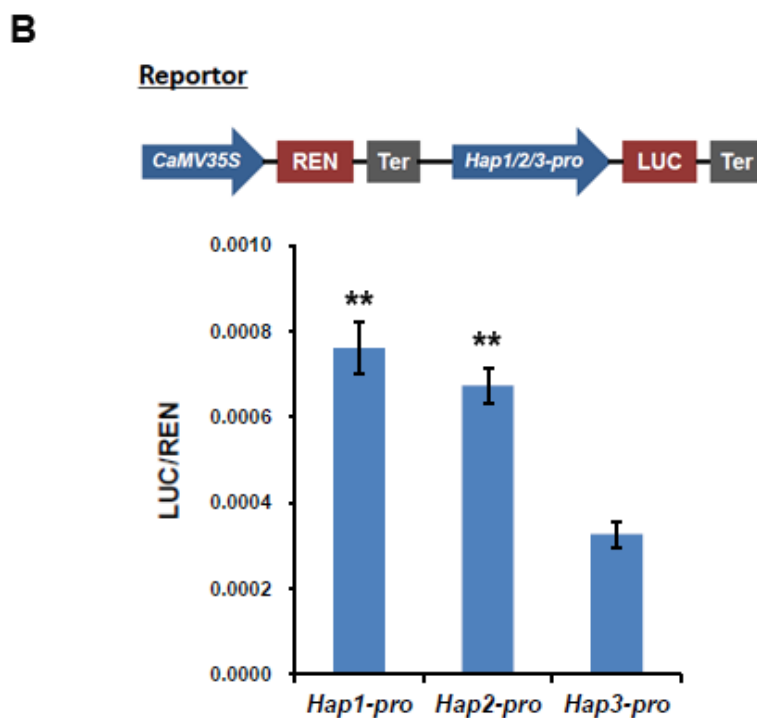 B
Reportor
CaMV35S REN Ter Hap1/2/3-pro LUC Ter
0.0010
0.0008
0.0006
0.0004
0.0002
0.0000
LUC/REN
**
**
Hap1-pro Hap2-pro Hap3-pro